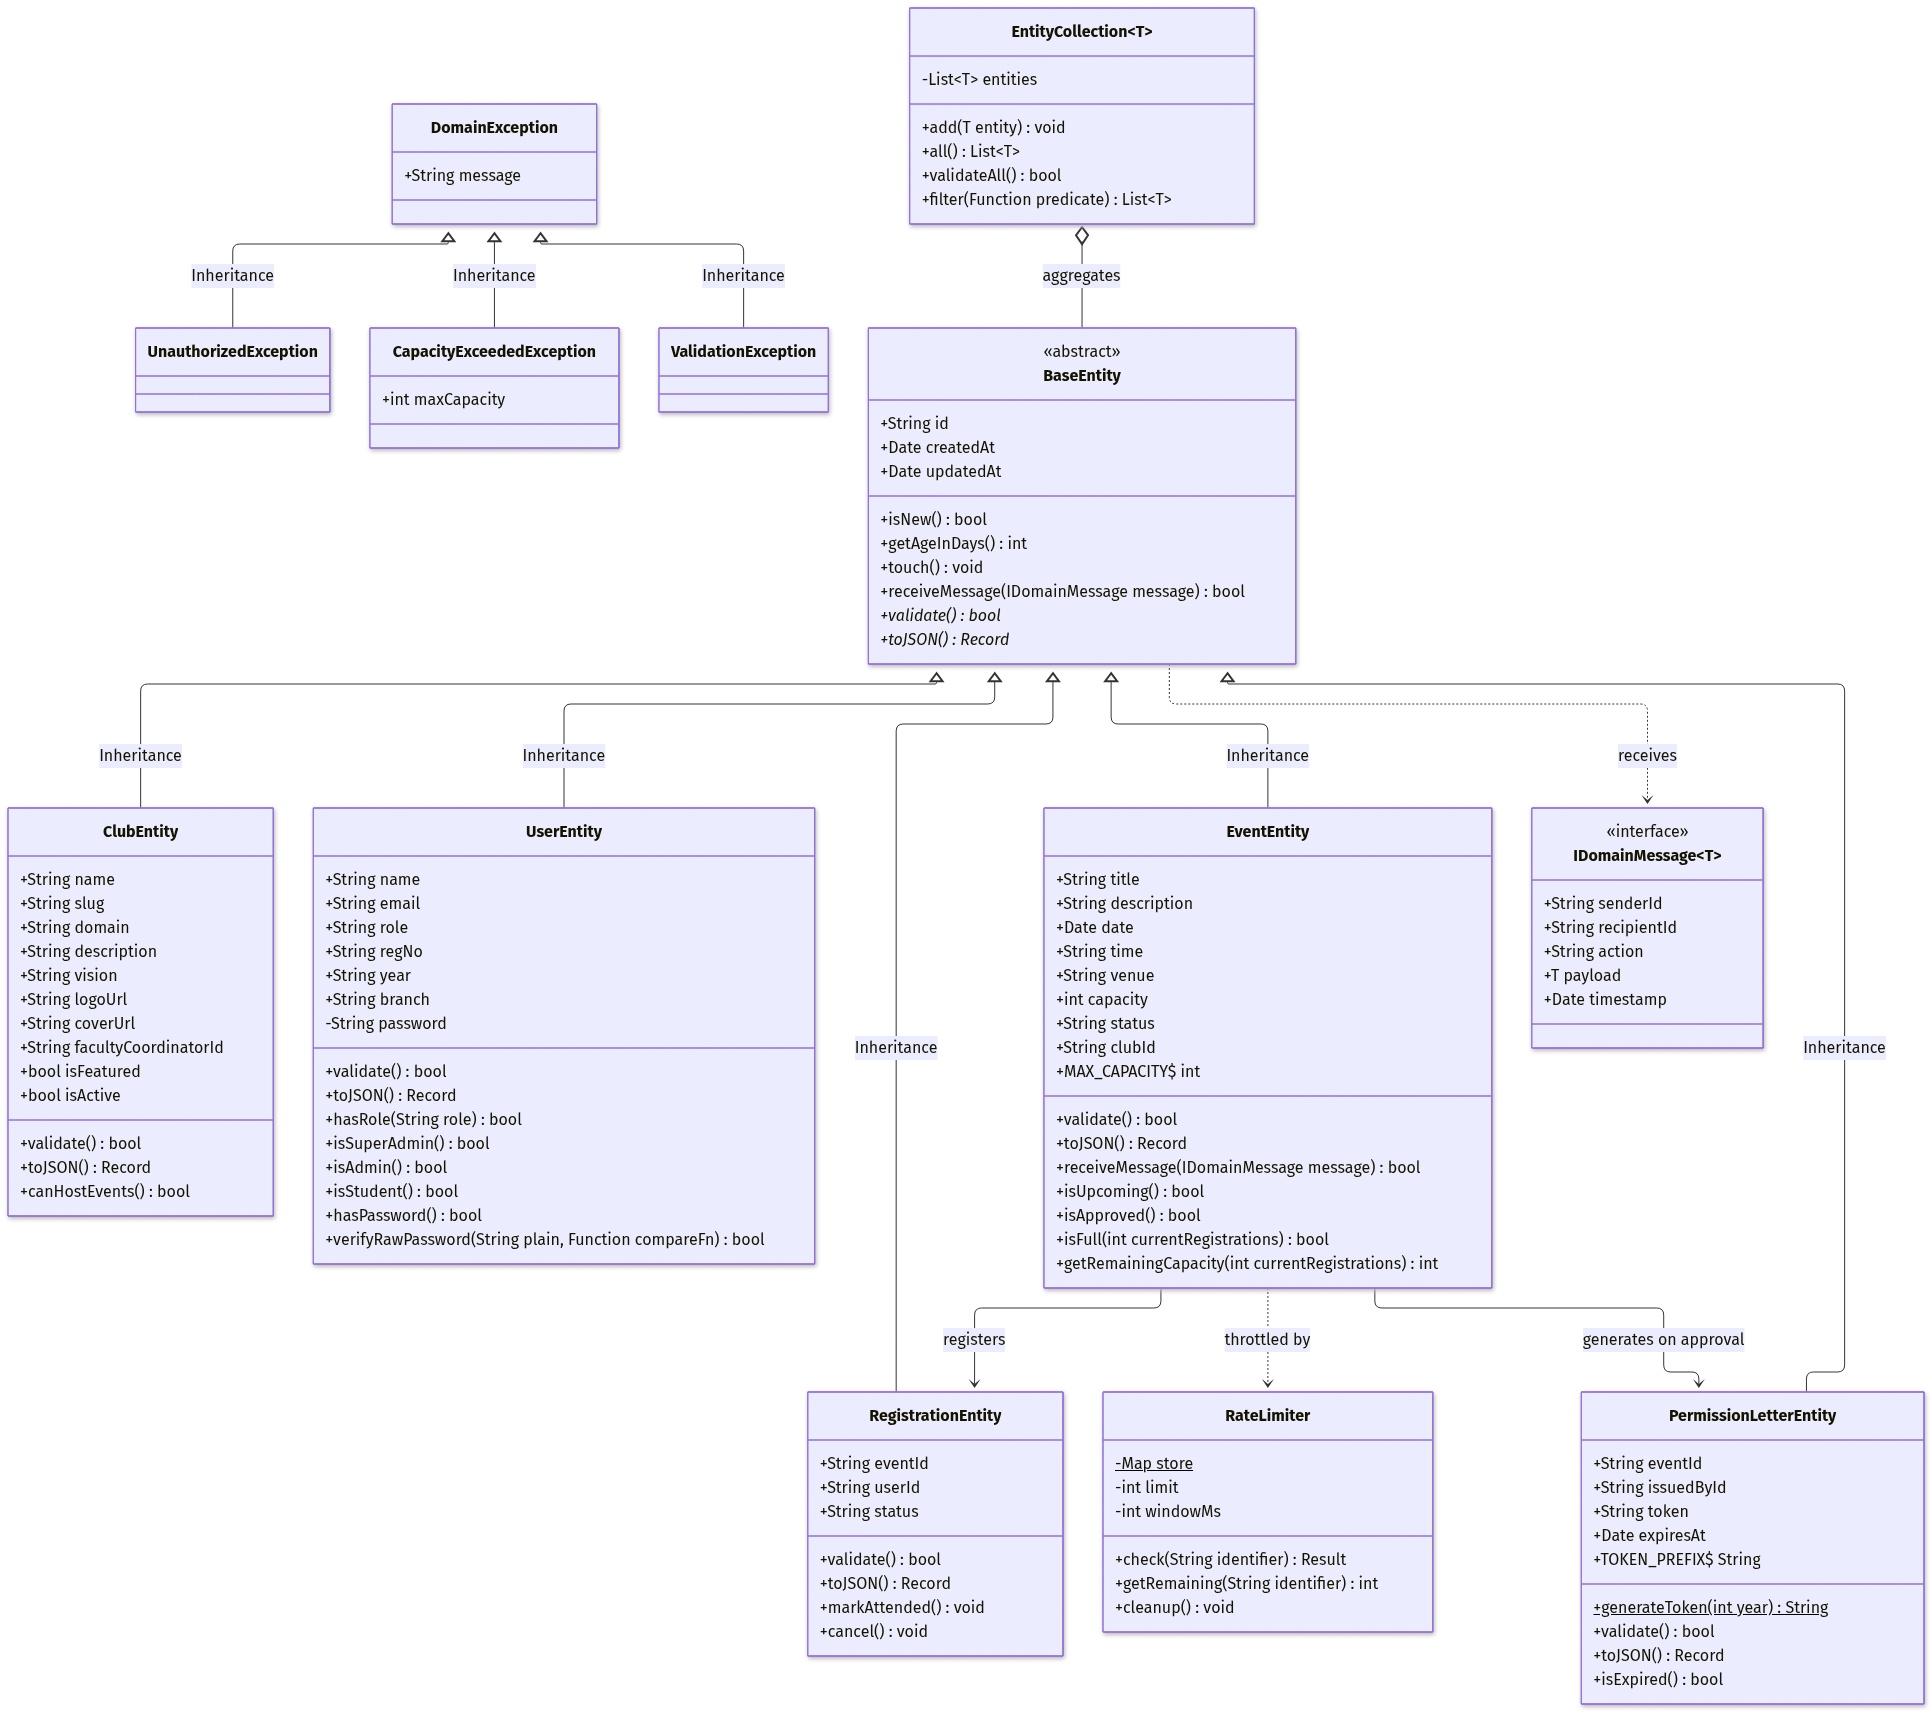 EntityCollection<T>
-List<T> entities
+add(T entity) : void
+all() : List<T>
+validateAll() : bool
+filter(Function predicate) : List<T>
DomainException
+String message
Inheritance
Inheritance
Inheritance
aggregates
UnauthorizedException
CapacityExceededException
+int maxCapacity
ValidationException
«abstract»
BaseEntity
+String id
+Date createdAt
+Date updatedAt
+isNew() : bool
+getAgeInDays() : int
+touch() : void
+receiveMessage(IDomainMessage message) : bool
+validate() : bool
+toJSON() : Record
Inheritance
Inheritance
Inheritance
receives
ClubEntity
+String name
+String slug
+String domain
+String description
+String vision
+String logoUrl
+String coverUrl
+String facultyCoordinatorId
+bool isFeatured
+bool isActive
+validate() : bool
+toJSON() : Record
+canHostEvents() : bool
UserEntity
+String name
+String email
+String role
+String regNo
+String year
+String branch
-String password
+validate() : bool
+toJSON() : Record
+hasRole(String role) : bool
+isSuperAdmin() : bool
+isAdmin() : bool
+isStudent() : bool
+hasPassword() : bool
+verifyRawPassword(String plain, Function compareFn) : bool
Inheritance
EventEntity
+String title
+String description
+Date date
+String time
+String venue
+int capacity
+String status
+String clubId
+MAX_CAPACITY$ int
+validate() : bool
+toJSON() : Record
+receiveMessage(IDomainMessage message) : bool
+isUpcoming() : bool
+isApproved() : bool
+isFull(int currentRegistrations) : bool
+getRemainingCapacity(int currentRegistrations) : int
«interface»
IDomainMessage<T>
+String senderId
+String recipientId
+String action
+T payload
+Date timestamp
Inheritance
registers
throttled by
generates on approval
RegistrationEntity
+String eventId
+String userId
+String status
+validate() : bool
+toJSON() : Record
+markAttended() : void
+cancel() : void
RateLimiter
-Map store
-int limit
-int windowMs
+check(String identifier) : Result
+getRemaining(String identifier) : int
+cleanup() : void
PermissionLetterEntity
+String eventId
+String issuedById
+String token
+Date expiresAt
+TOKEN_PREFIX$ String
+generateToken(int year) : String
+validate() : bool
+toJSON() : Record
+isExpired() : bool